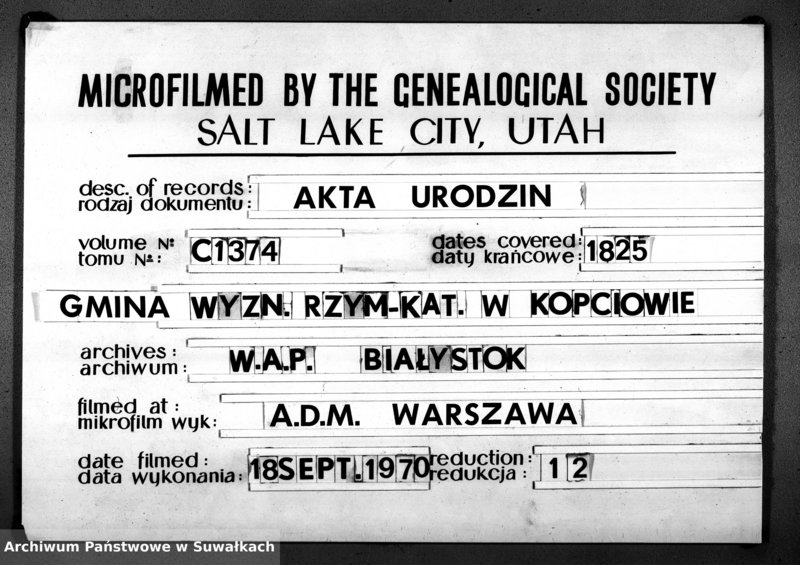 MICROFILMED BY THE GENEALOGICAL SOCIETY
SALT LAKE CITY, UTAH
desc. of records:
rodzaj dokumentu: AKTA URODZIN
volume №
tomu №: C1374
dates covered:
daty krańcowe: 1825
GMINA WYZN. RZYM-KAT. W KOPCIOWIE
archives:
archiwum: W.A.P. BIAŁYSTOK
filmed at:
mikrofilm wyk: A.D.M. WARSZAWA
date filmed:
data wykonania: 18SEPT.1970
reduction:
redukcja: 12
Archiwum Państwowe w Suwałkach